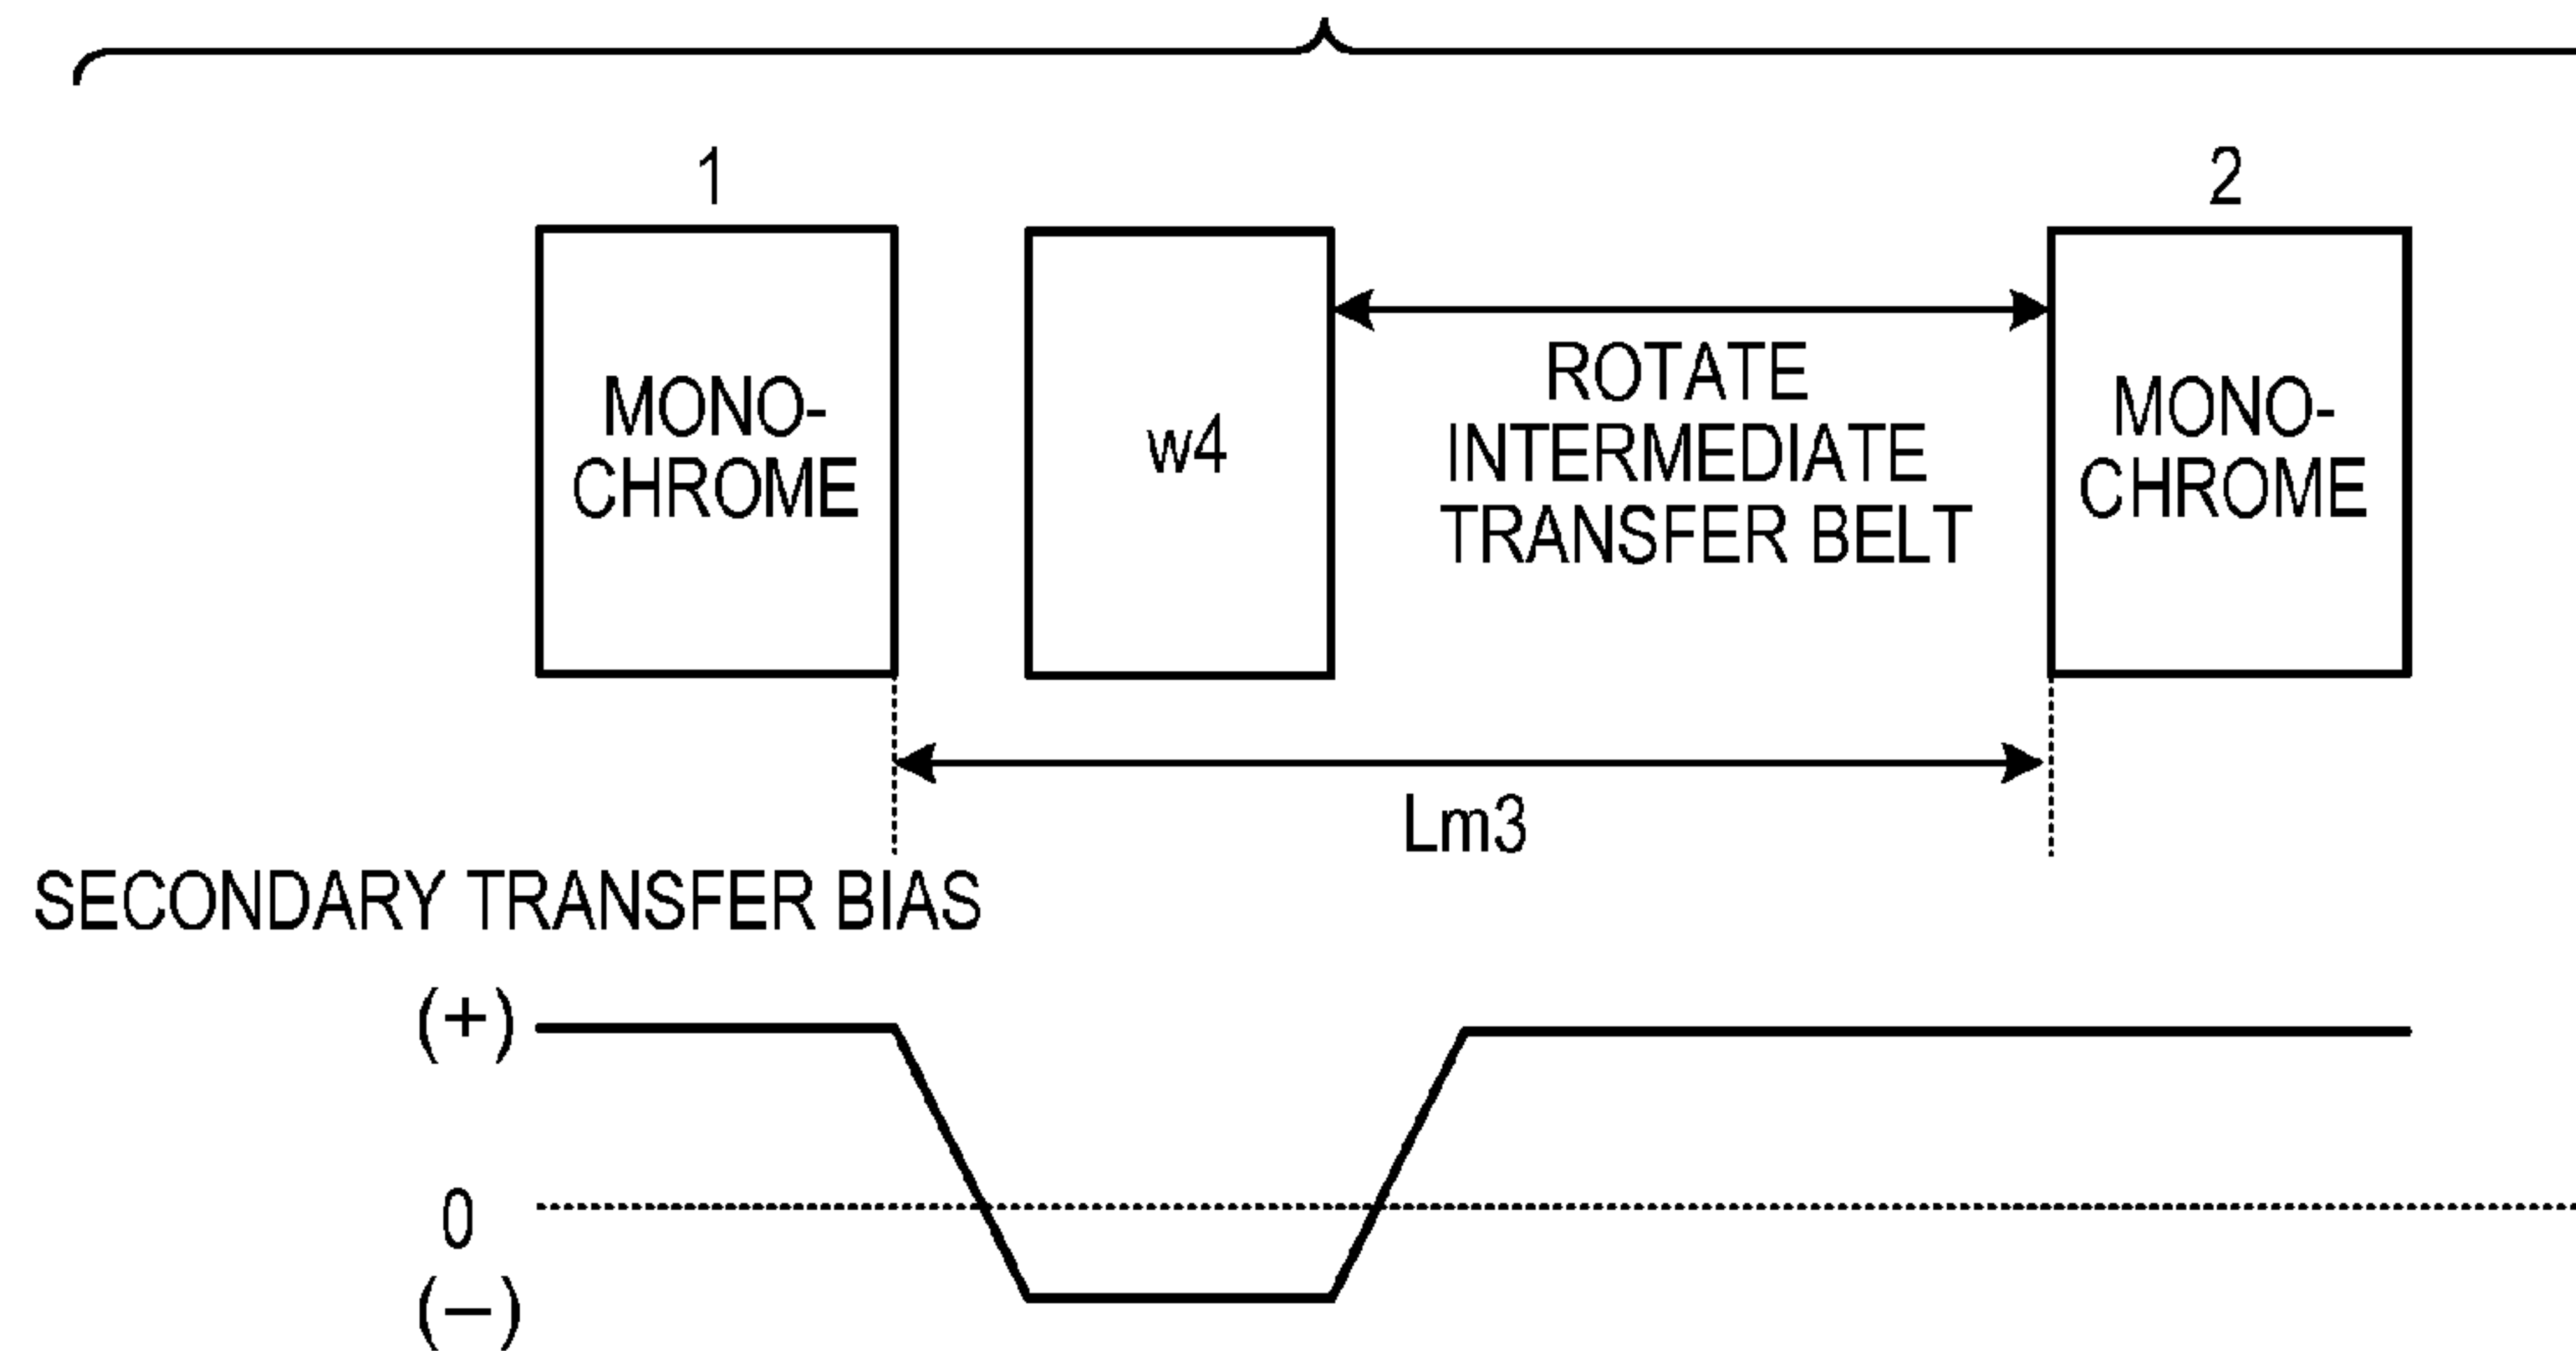 1
2
MONO-
CHROME
w4
ROTATE
INTERMEDIATE
TRANSFER BELT
MONO-
CHROME
Lm3
SECONDARY TRANSFER BIAS
(+)
0
(−)